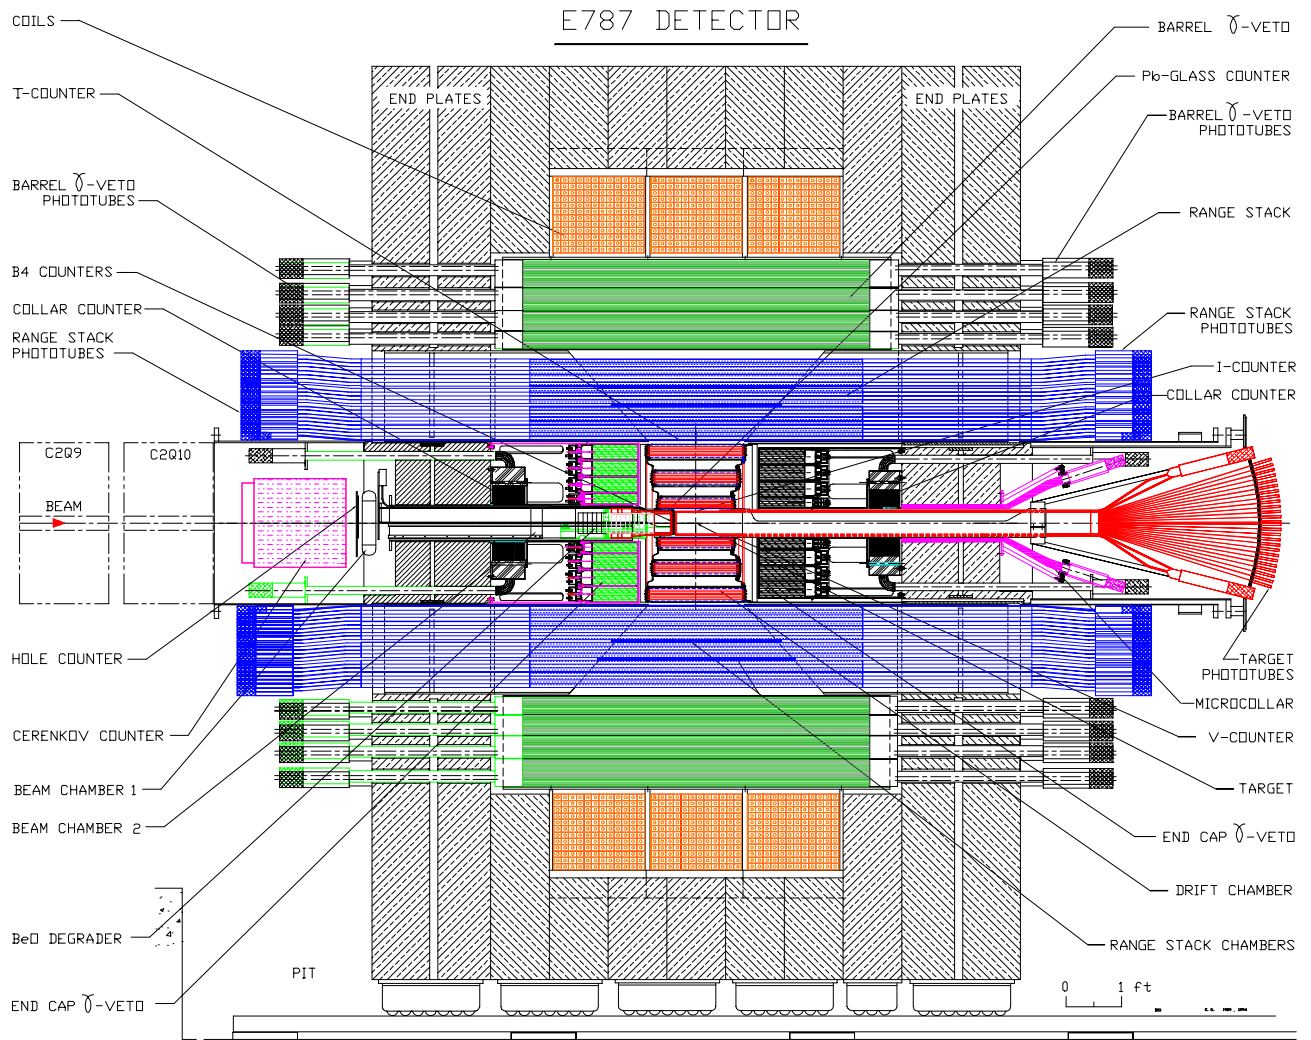 E787 DETECTOR
COILS
BARREL γ-VETO
Pb-GLASS COUNTER
T-COUNTER
END PLATES
END PLATES
BARREL γ-VETO
PHOTOTUBES
BARREL γ-VETO
PHOTOTUBES
RANGE STACK
B4 COUNTERS
COLLAR COUNTER
RANGE STACK
PHOTOTUBES
RANGE STACK
PHOTOTUBES
I-COUNTER
COLLAR COUNTER
C2Q9
C2Q10
BEAM
HOLE COUNTER
TARGET
PHOTOTUBES
MICROCOLLAR
CERENKOV COUNTER
V-COUNTER
BEAM CHAMBER 1
TARGET
BEAM CHAMBER 2
END CAP γ-VETO
DRIFT CHAMBER
BeO DEGRADER
RANGE STACK CHAMBERS
PIT
0 1 ft
END CAP γ-VETO